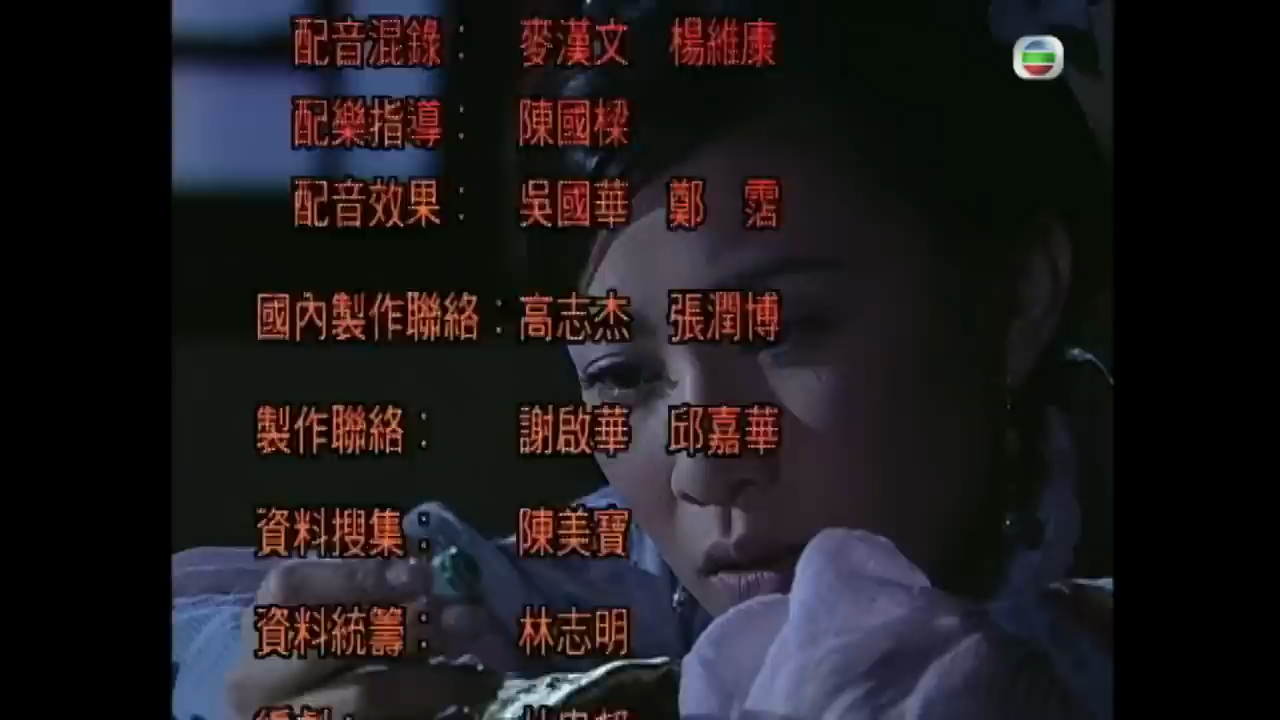 配音混錄： 麥漢文 楊維康
配樂指導： 陳國樑
配音效果： 吳國華 鄭 霑
國內製作聯絡：高志杰 張潤博
製作聯絡： 謝啟華 邱嘉華
資料搜集： 陳美寶
資料統籌： 林志明